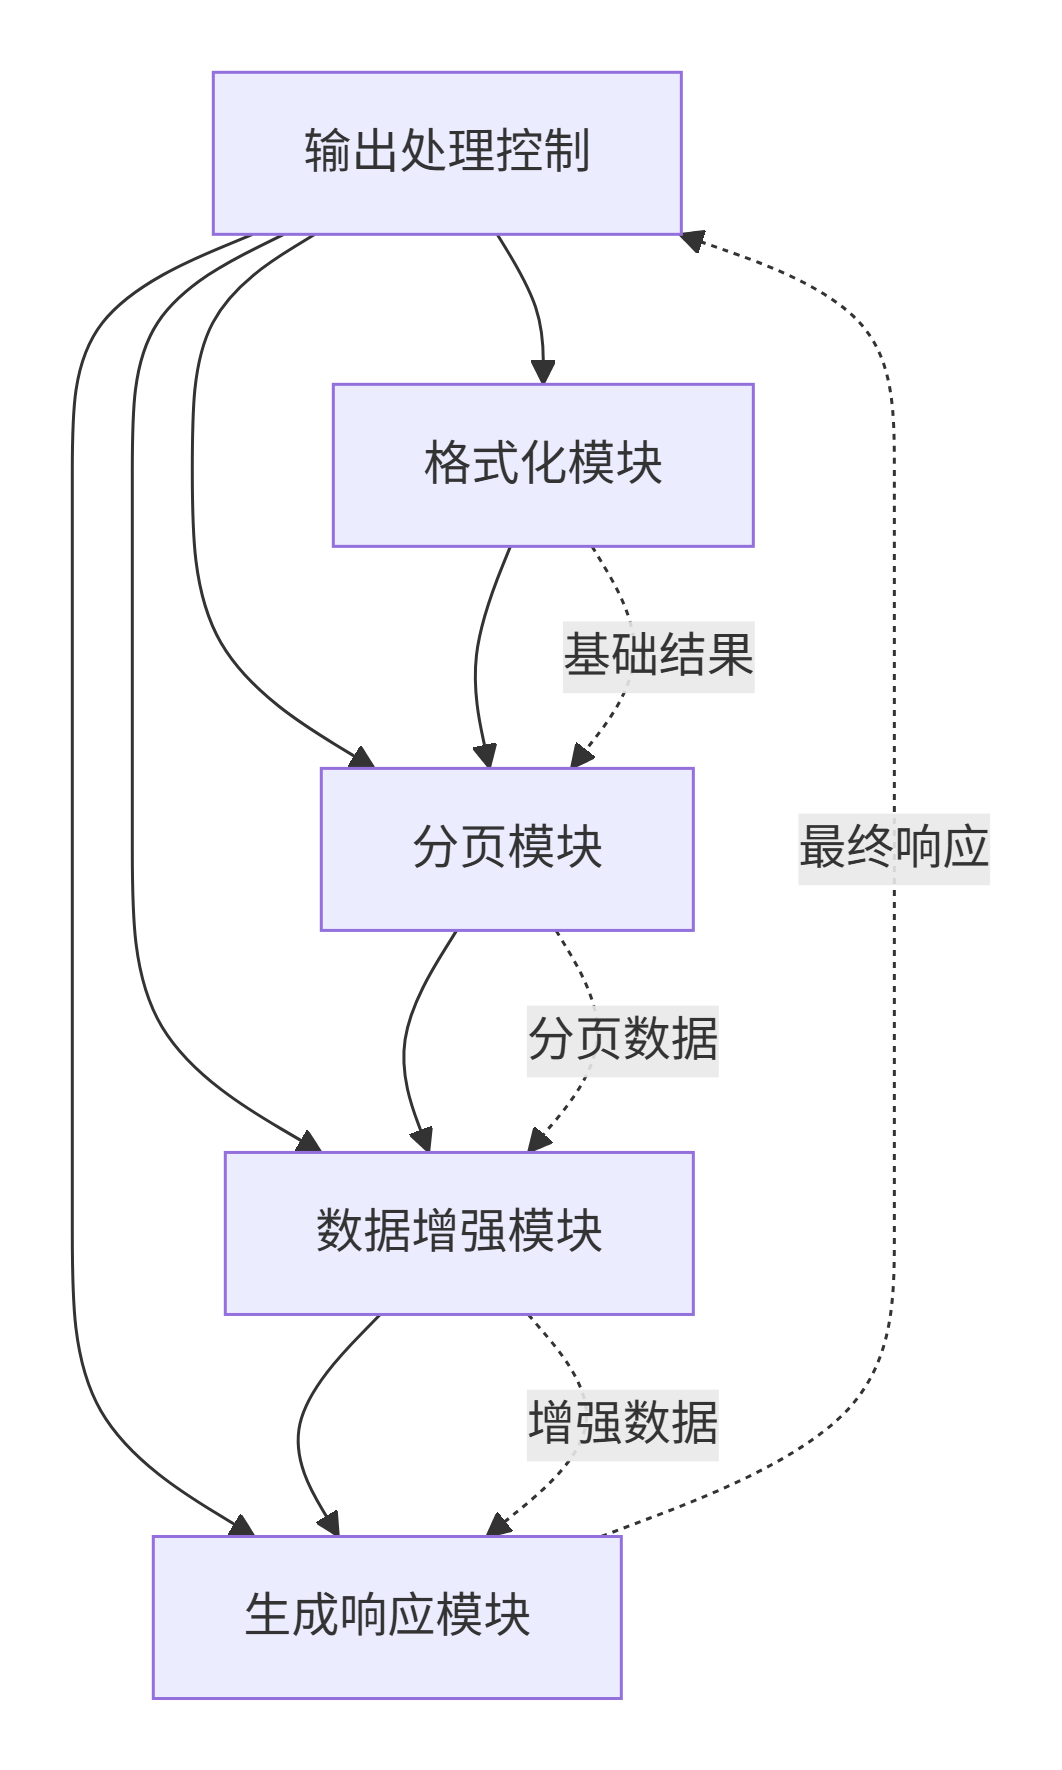 输出处理控制
格式化模块
基础结果
分页模块
最终响应
分页数据
数据增强模块
增强数据
生成响应模块